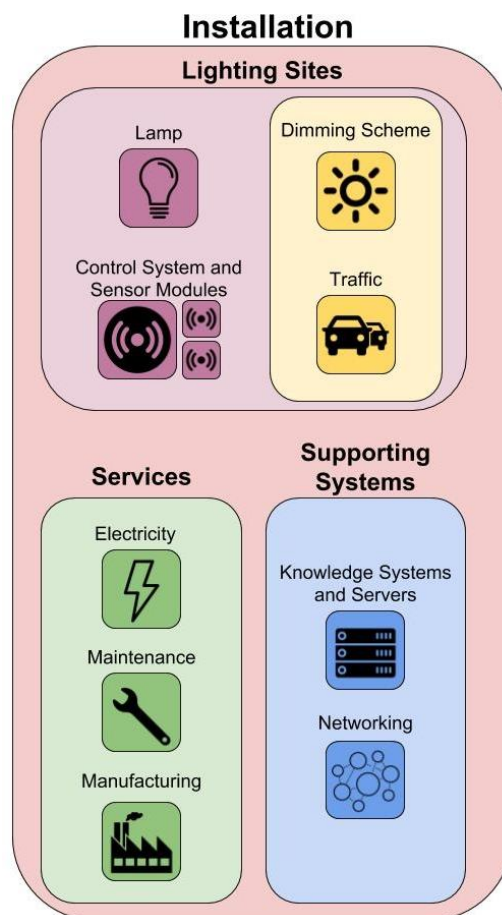 Installation
Lighting Sites
Lamp
Control System and
Sensor Modules
Dimming Scheme
Traffic
Services
Electricity
Maintenance
Manufacturing
Supporting
Systems
Knowledge Systems
and Servers
Networking